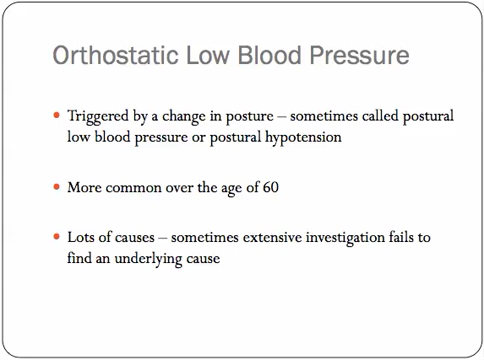 Orthostatic Low Blood Pressure
• Triggered by a change in posture – sometimes called postural
low blood pressure or postural hypotension
• More common over the age of 60
• Lots of causes – sometimes extensive investigation fails to
find an underlying cause